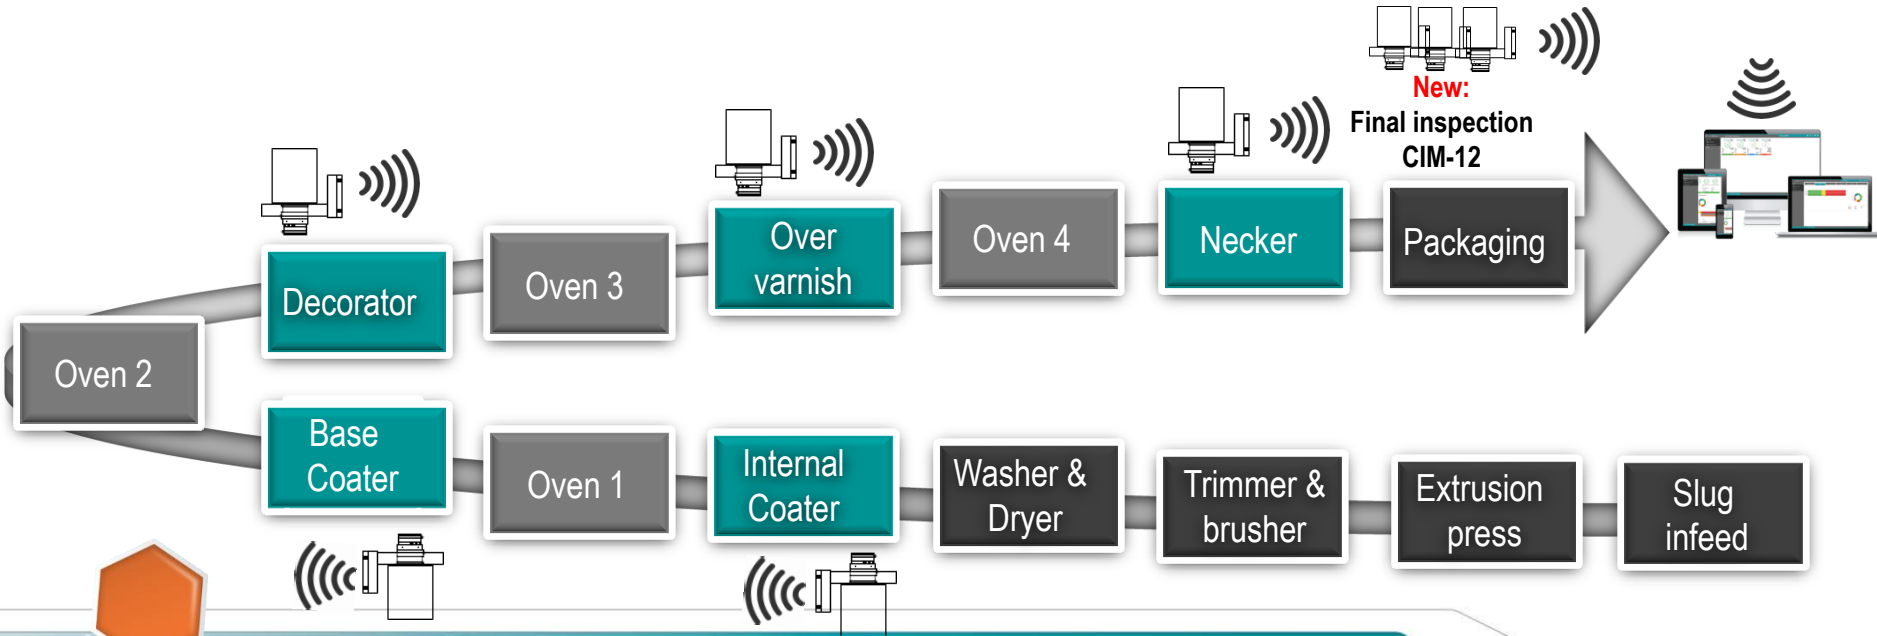 New:
Final inspection
CIM-12
Over
varnish
Oven 4
Necker
Packaging
Decorator
Oven 3
Oven 2
Base
Coater
Oven 1
Internal
Coater
Washer &
Dryer
Trimmer &
brusher
Extrusion
press
Slug
infeed